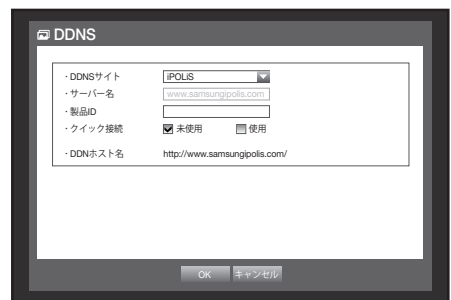 DDNS
・DDNSサイト iPOLiS
・サーバー名 www.samsungipolis.com
・製品ID
・クイック接続 未使用 使用
・DDNホスト名 http://www.samsungipolis.com/
OK キャンセル